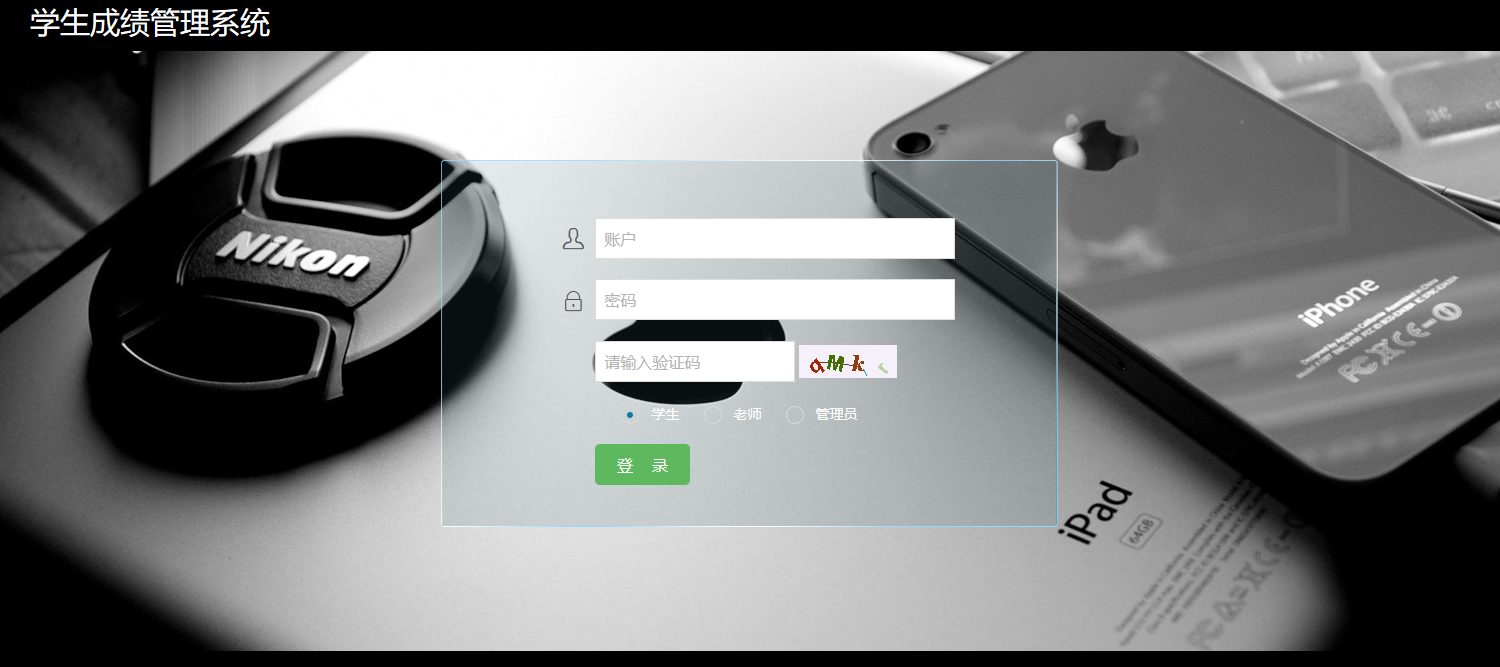 学生成绩管理系统
Nikon
账户
密码
请输入验证码
aMk
学生 老师 管理员
登 录
iPhone
iPad
64GB